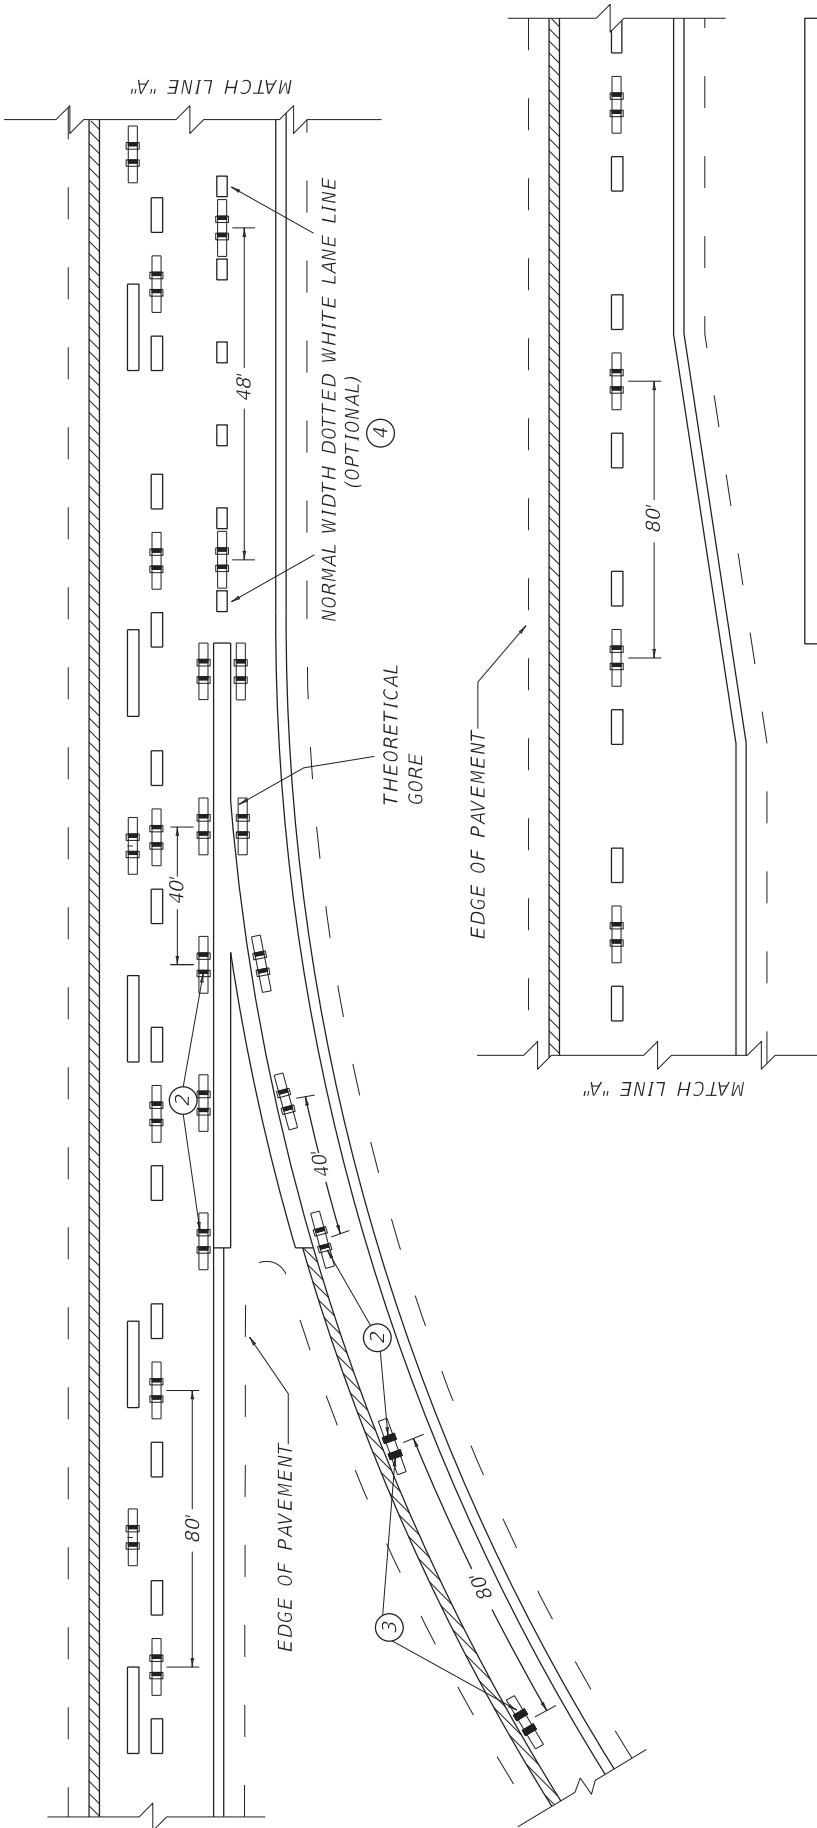 MATCH LINE "A"
48'
NORMAL WIDTH DOTTED WHITE LANE LINE
(OPTIONAL)
4
THEORETICAL
GORE
40'
2
40'
2
EDGE OF PAVEMENT
80'
3
80'
80'
EDGE OF PAVEMENT
MATCH LINE "A"